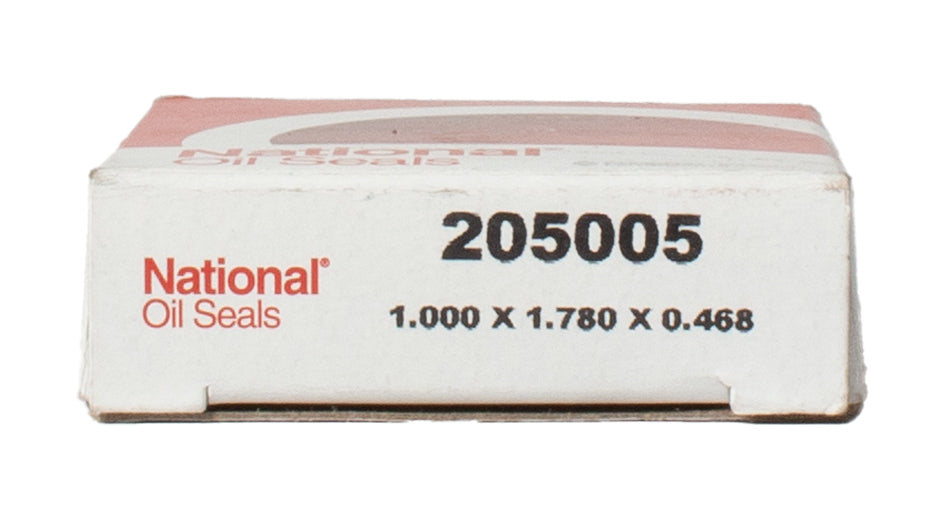 National®
Oil Seals
205005
National®
Oil Seals
1.000 X 1.780 X 0.468